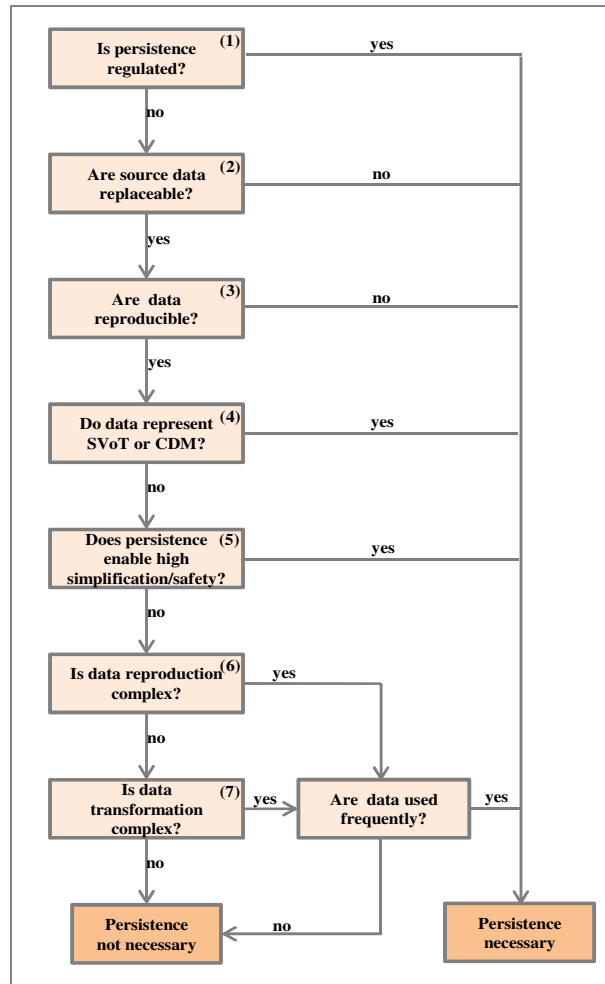 (1)
Is persistence
regulated?
yes
no
(2)
Are source data
replaceable?
no
yes
(3)
Are data
reproducible?
no
yes
(4)
Do data represent
SVoT or CDM?
yes
no
(5)
Does persistence
enable high
simplification/safety?
yes
no
(6)
Is data reproduction
complex?
yes
no
(7)
Is data
transformation
complex?
yes
Are data used
frequently?
yes
no
no
Persistence
not necessary
Persistence
necessary